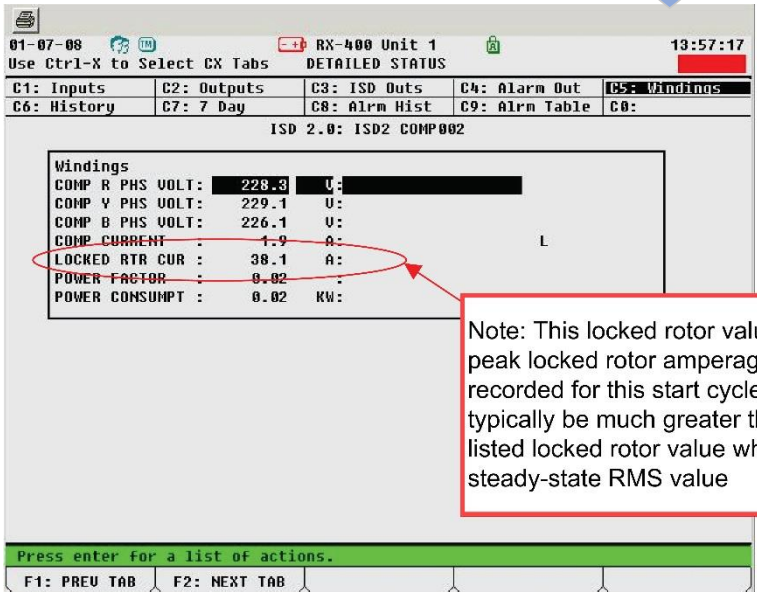 01-07-08 TM RX-400 Unit 1 A 13:57:17
Use Ctrl-X to Select CX Tabs DETAILED STATUS
C1: Inputs C2: Outputs C3: ISD Outs C4: Alarm Out C5: Windings
C6: History C7: 7 Day C8: Alrm Hist C9: Alrm Table C0:
ISD 2.0: ISD2 COMP002
Windings
COMP R PHS VOLT: 228.3 V:
COMP Y PHS VOLT: 229.1 V:
COMP B PHS VOLT: 226.1 V:
COMP CURRENT : 1.9 A: L
LOCKED RTR CUR : 38.1 A:
POWER FACTOR : 0.02 :
POWER CONSUMPT : 0.02 KW:
Note: This locked rotor
peak locked rotor
recorded for this start
typically be much greater
listed locked rotor value
steady-state RMS value
Press enter for a list of actions.
F1: PREV TAB F2: NEXT TAB